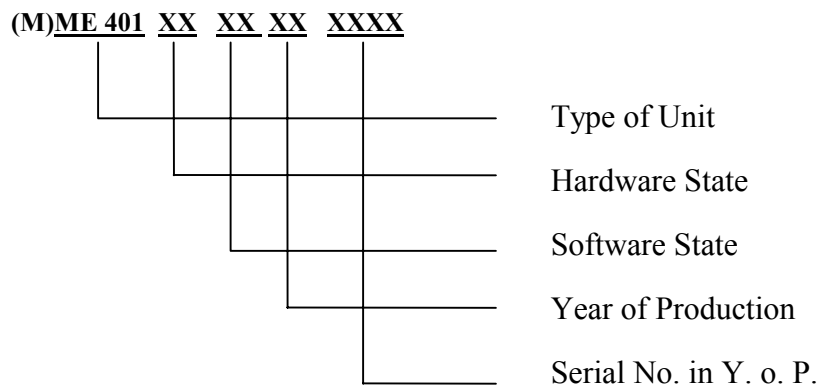 (M)ME 401 XX XX XX XXXX
Type of Unit
Hardware State
Software State
Year of Production
Serial No. in Y. o. P.